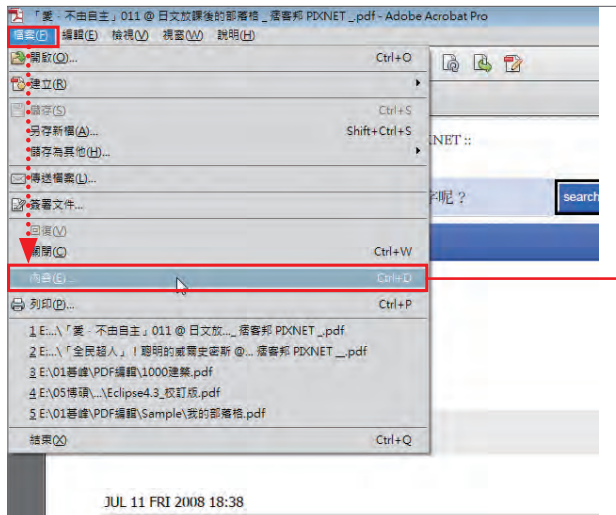 「愛‧不由自主」011 @ 日文放課後的部落格 _ 痞客邦 PIXNET _.pdf - Adobe Acrobat Pro
檔案(F) 編輯(E) 檢視(V) 視窗(W) 說明(H)
開啟(O)... Ctrl+O
建立(R)
儲存(S) Ctrl+S
另存新檔(A)... Shift+Ctrl+S
儲存為其他(H)...
傳送檔案(L)...
簽署文件...
回復(V)
關閉(C) Ctrl+W
內容(E)... Ctrl+D
列印(P)... Ctrl+P
1 E:...\「愛‧不由自主」011 @ 日文放..._ 痞客邦 PIXNET _.pdf
2 E:...\「全民超人」！聰明的威爾史密斯 @... 痞客邦 PIXNET __.pdf
3 E:\01碁峰\PDF編輯\1000建築.pdf
4 E:\05博碩\...\Eclipse4.3_校訂版.pdf
5 E:\01碁峰\PDF編輯\Sample\我的部落格.pdf
結束(X) Ctrl+Q
XNET ::
字呢？
search
JUL 11 FRI 2008 18:38